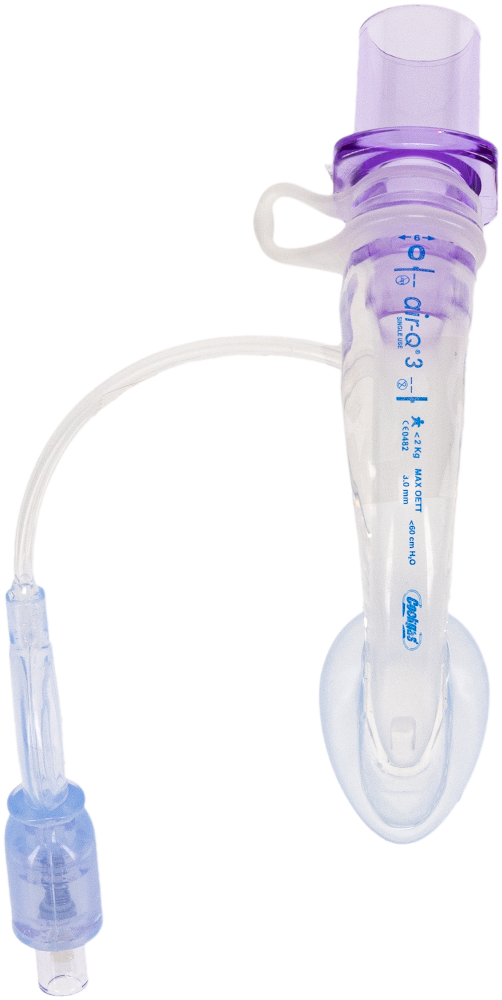 6
0
air-Q® 3
SINGLE USE
< 2 Kg
CE0482
MAX OETT
3.0 mm
<60 cm H₂O
Cookgas